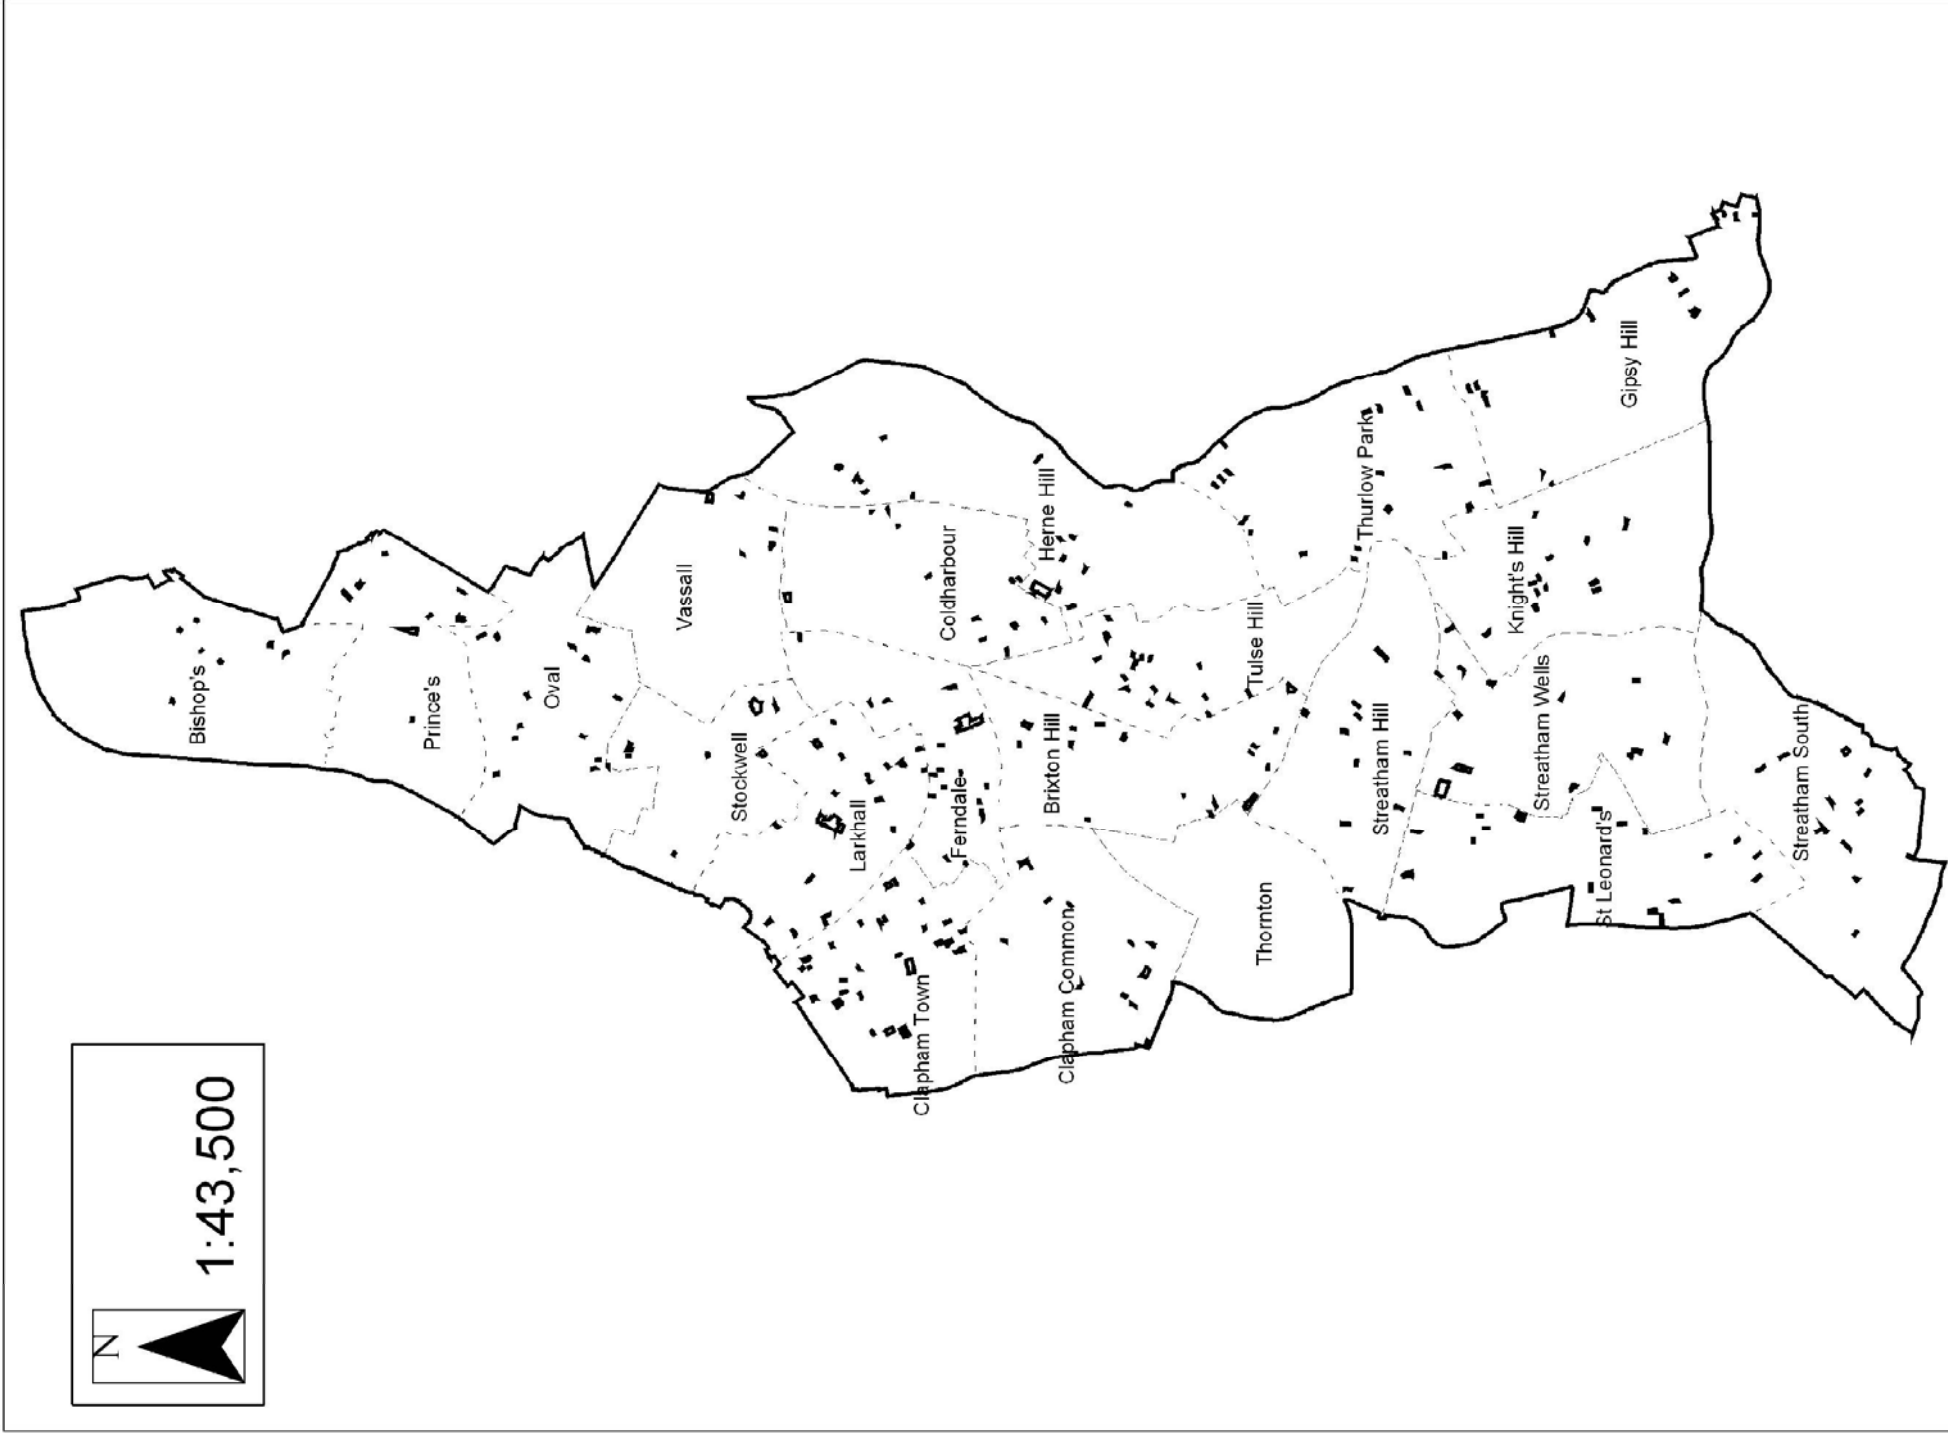 N
1:43,500
Bishop's
Prince's
Oval
Vassall
Stockwell
Larkhall
Coldharbour
Ferndale
Clapham Town
Herne Hill
Brixton Hill
Clapham Common
Tulse Hill
Thornton
Thurlow Park
Streatham Hill
Knight's Hill
Gipsy Hill
Streatham Wells
St Leonard's
Streatham South